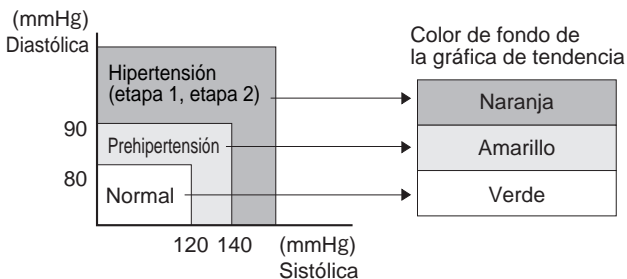 (mmHg)
Diastólica
Hipertensión
(etapa 1, etapa 2)
90
Prehipertensión
80
Normal
120 140 (mmHg)
Sistólica
Color de fondo de
la gráfica de tendencia
Naranja
Amarillo
Verde